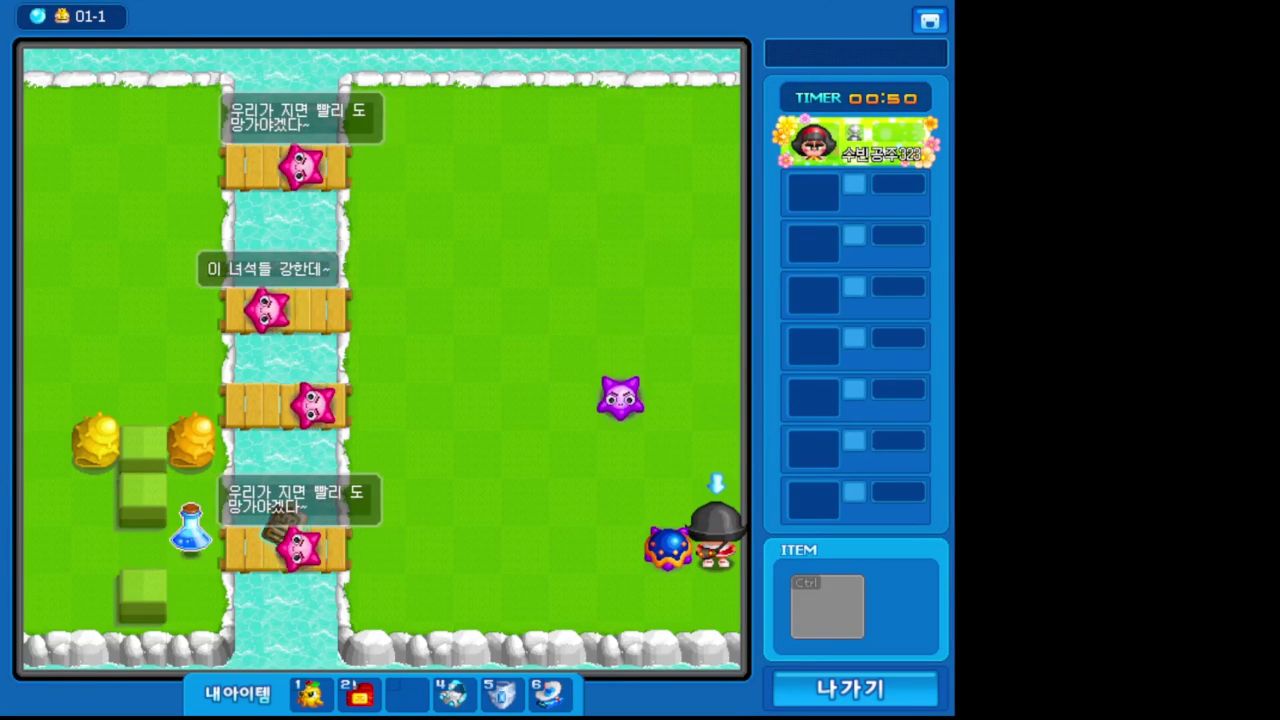 01-1
우리가 지면 빨리 도
망가야겠다~
이 녀석들 강한데~
우리가 지면 빨리 도
망가야겠다~
TIMER 00:50
수빈공주023
ITEM
Ctrl
내아이템
1
2
4
5
6
나가기